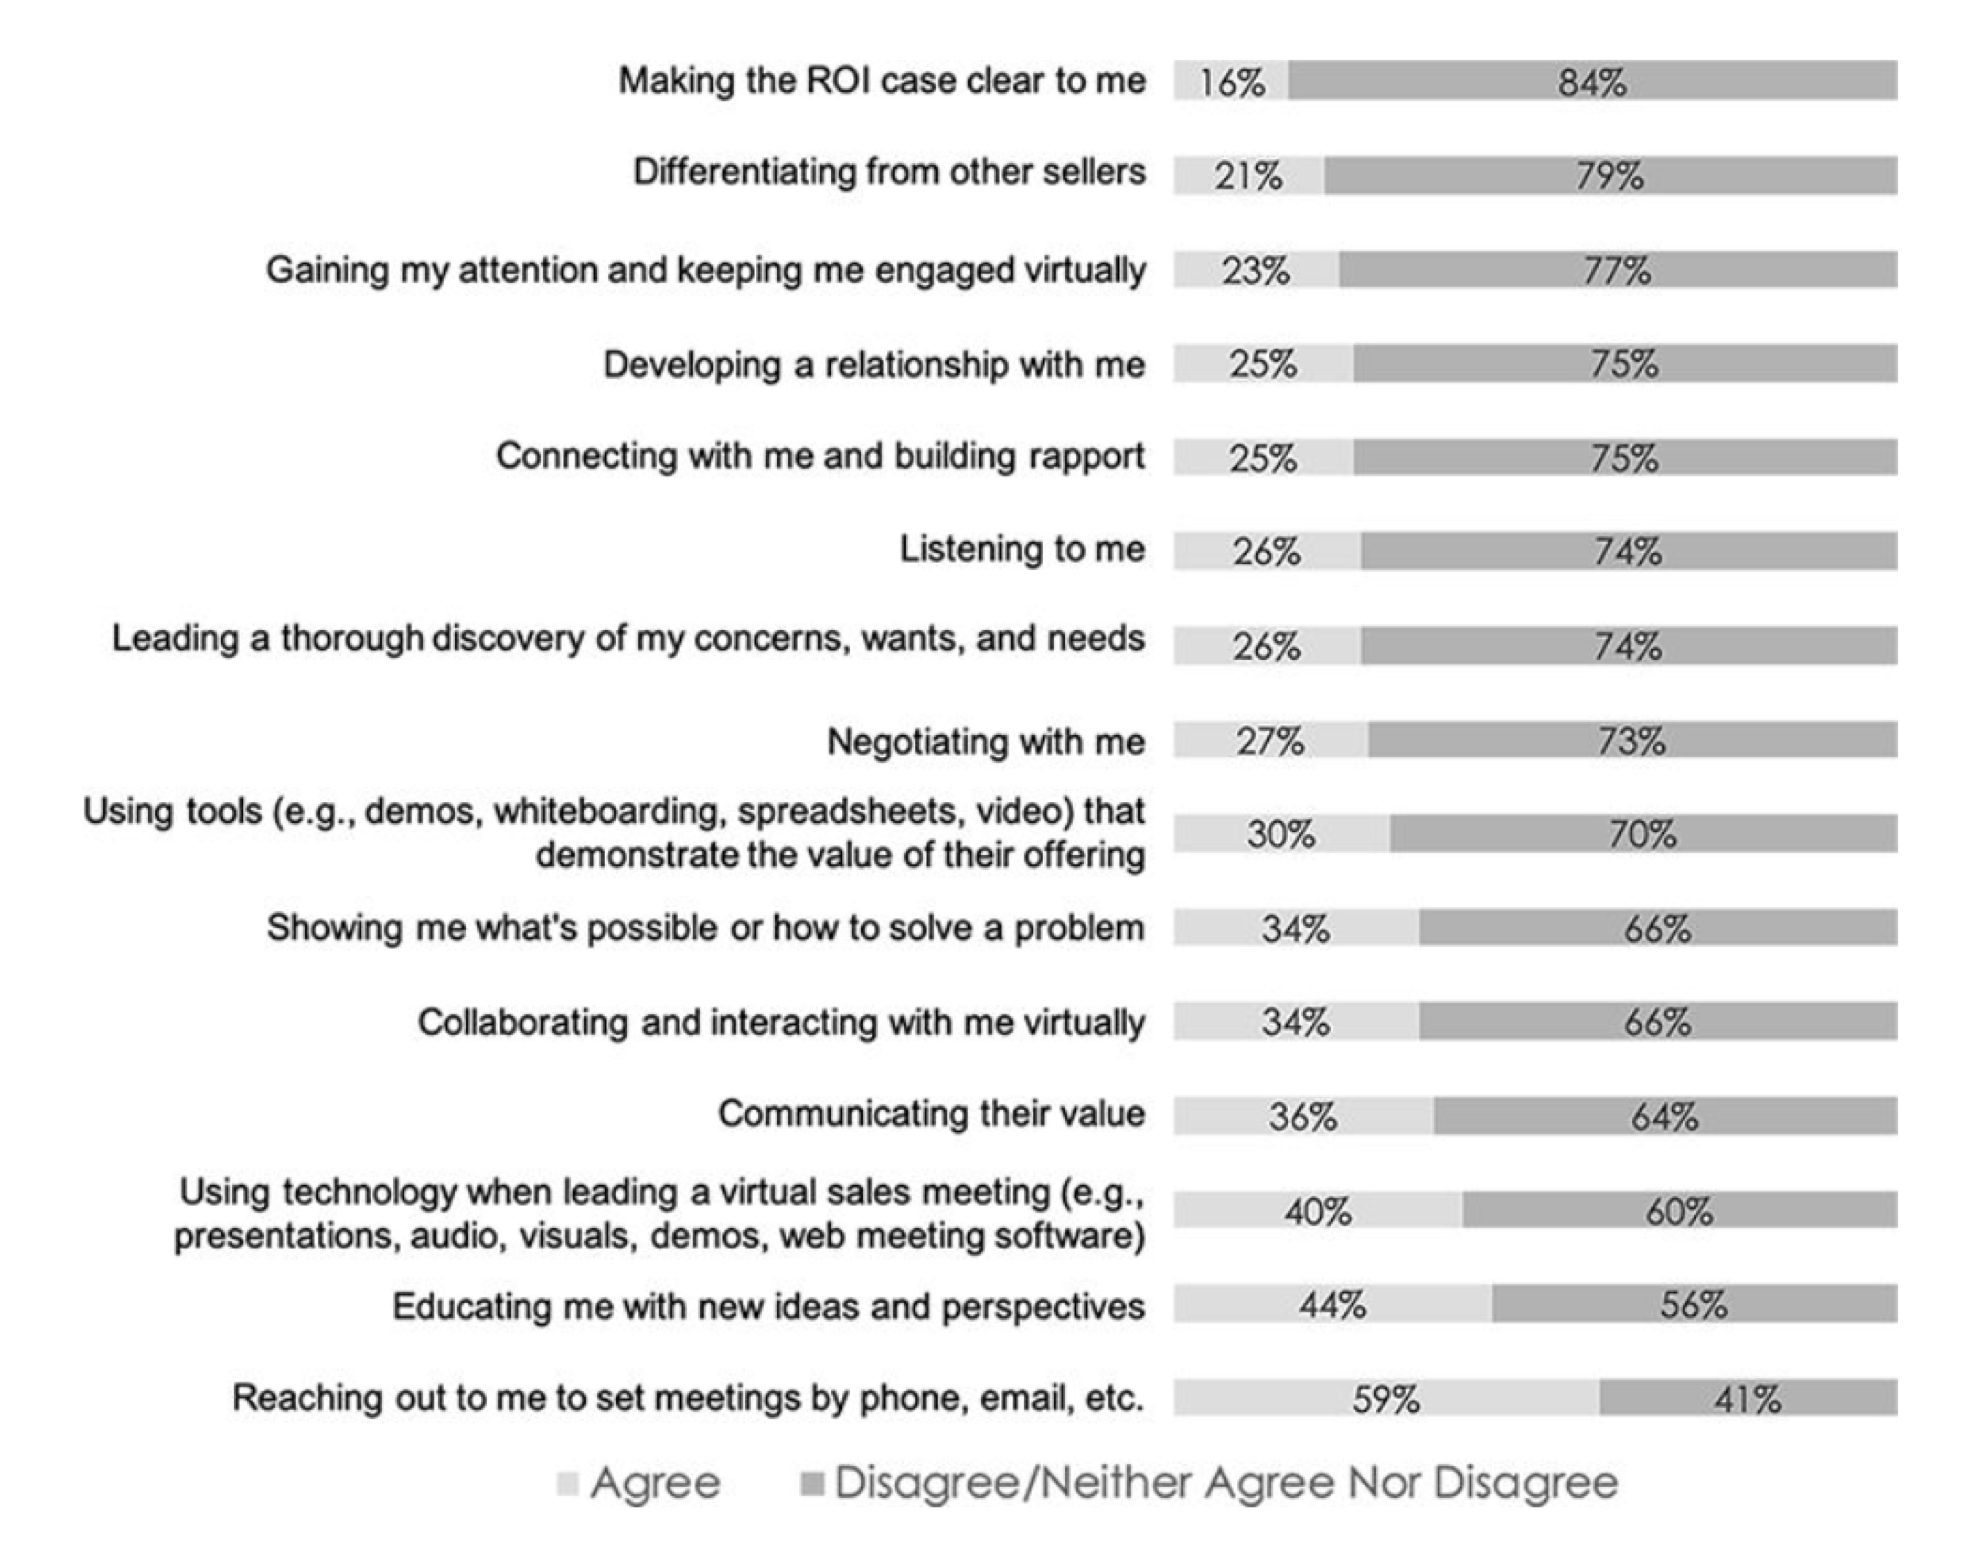 Making the ROI case clear to me 16% 84%
Differentiating from other sellers 21% 79%
Gaining my attention and keeping me engaged virtually 23% 77%
Developing a relationship with me 25% 75%
Connecting with me and building rapport 25% 75%
Listening to me 26% 74%
Leading a thorough discovery of my concerns, wants, and needs 26% 74%
Negotiating with me 27% 73%
Using tools (e.g., demos, whiteboarding, spreadsheets, video) that
demonstrate the value of their offering 30% 70%
Showing me what's possible or how to solve a problem 34% 66%
Collaborating and interacting with me virtually 34% 66%
Communicating their value 36% 64%
Using technology when leading a virtual sales meeting (e.g.,
presentations, audio, visuals, demos, web meeting software) 40% 60%
Educating me with new ideas and perspectives 44% 56%
Reaching out to me to set meetings by phone, email, etc. 59% 41%
Agree Disagree/Neither Agree Nor Disagree